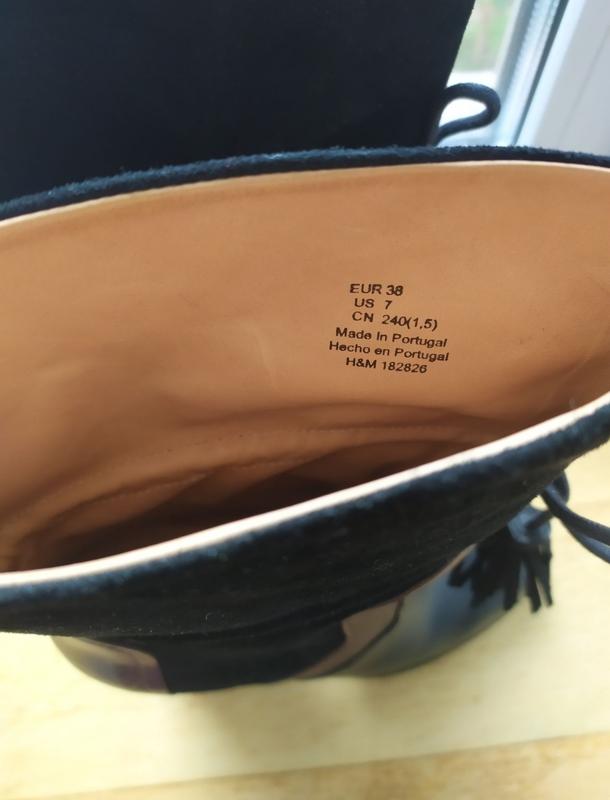 EUR 38
US 7
CN 240(1,5)
Made In Portugal
Hecho en Portugal
H&M 182826